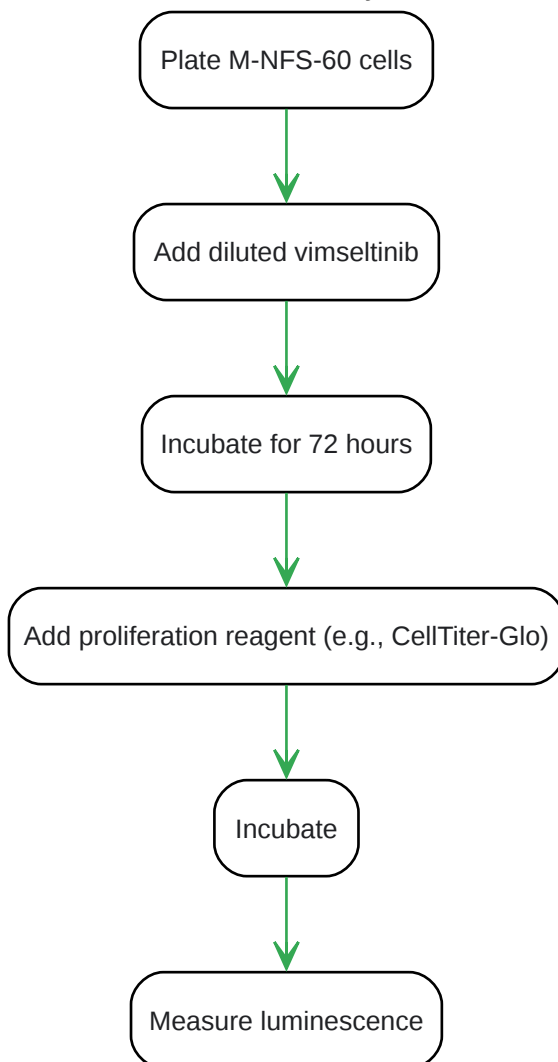 Plate M-NFS-60 cells
Add diluted vimseltinib
Incubate for 72 hours
Add proliferation reagent (e.g., CellTiter-Glo)
Incubate
Measure luminescence